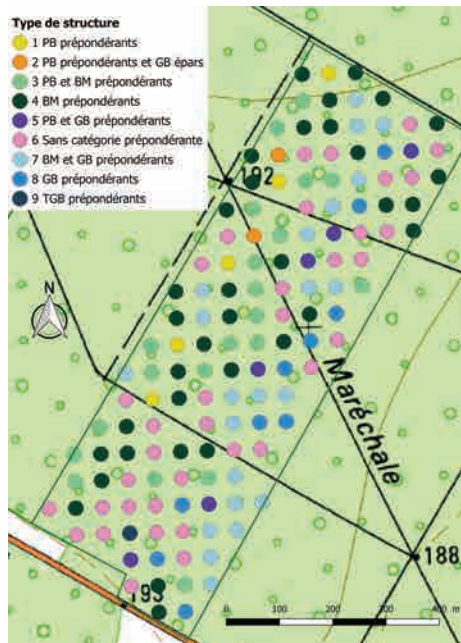 Type de structure
1 PB prépondérants
2 PB prépondérants et GB épars
3 PB et BM prépondérants
4 BM prépondérants
5 PB et GB prépondérants
6 Sans catégorie prépondérante
7 BM et GB prépondérants
8 GB prépondérants
9 TGB prépondérants
192
N
Maréchale
188
193
0 100 200 300 400 m